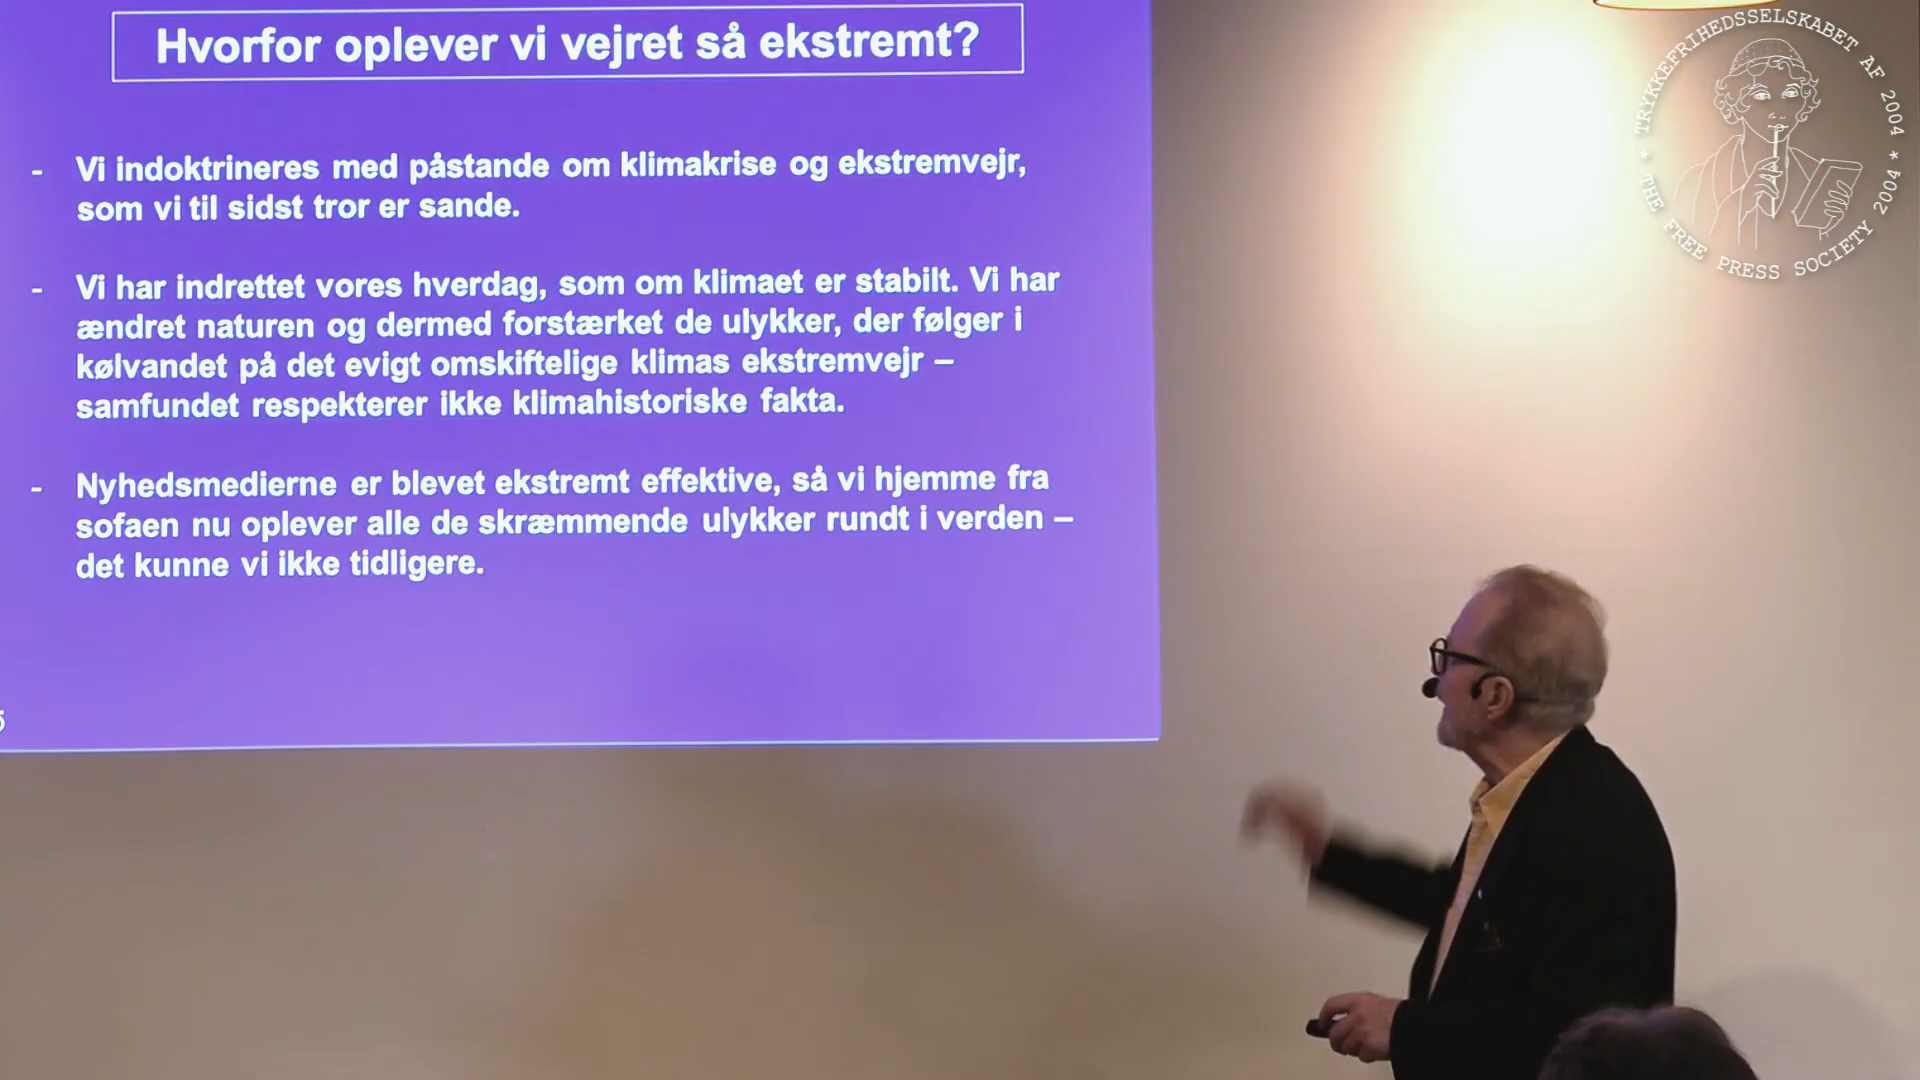 Hvorfor oplever vi vejret så ekstremt?
- Vi indoktrineres med påstande om klimakrise og ekstremvejr,
som vi til sidst tror er sande.
- Vi har indrettet vores hverdag, som om klimaet er stabilt. Vi har
ændret naturen og dermed forstærket de ulykker, der følger i
kølvandet på det evigt omskiftelige klimas ekstremvejr –
samfundet respekterer ikke klimahistoriske fakta.
- Nyhedsmedierne er blevet ekstremt effektive, så vi hjemme fra
sofaen nu oplever alle de skræmmende ulykker rundt i verden –
det kunne vi ikke tidligere.
TRYKKEFRIHEDSSELSKABET AF 2004 *
* THE FREE PRESS SOCIETY 2004